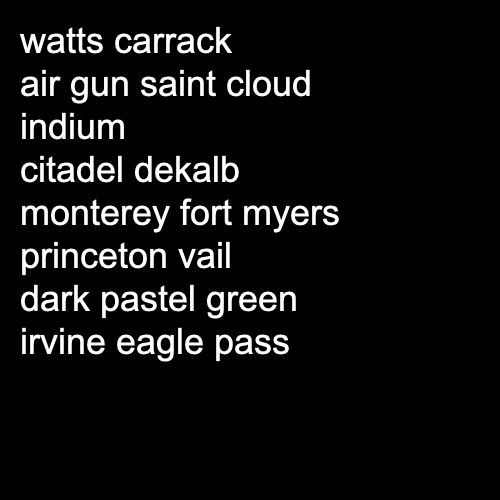 watts carrack
air gun saint cloud
indium
citadel dekalb
monterey fort myers
princeton vail
dark pastel green
irvine eagle pass